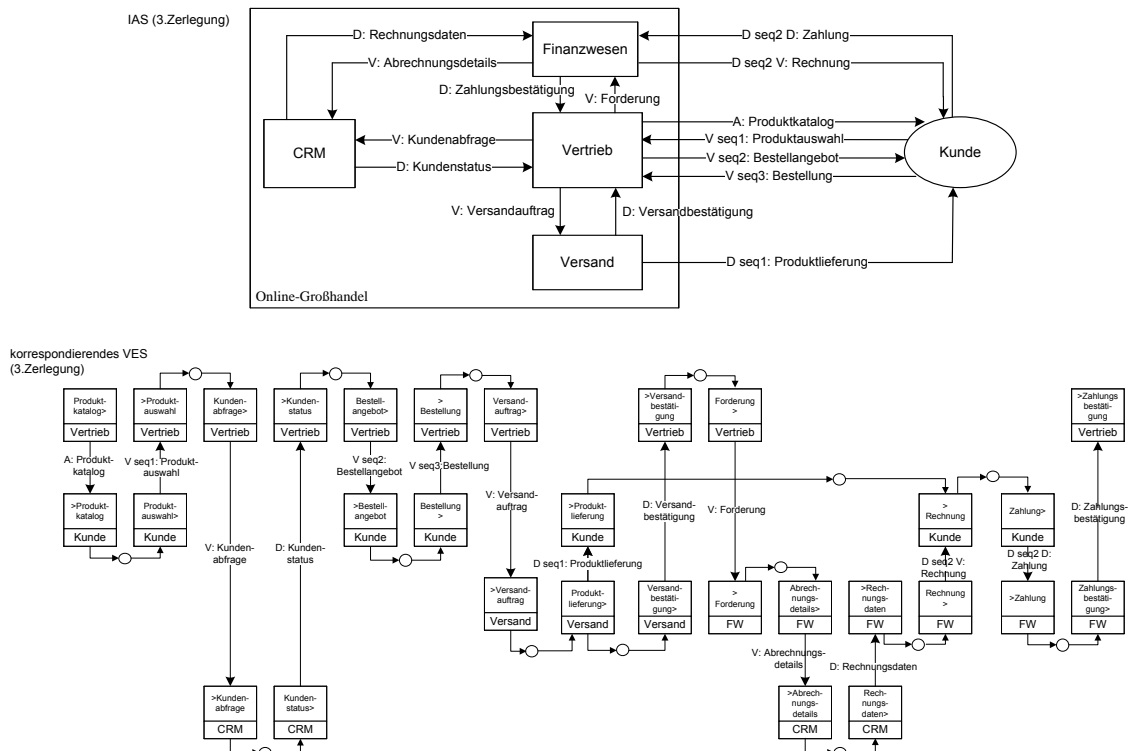 IAS (3.Zerlegung)
D: Rechnungsdaten
Finanzwesen
D seq2 D: Zahlung
V: Abrechnungsdetails
D seq2 V: Rechnung
D: Zahlungsbestätigung
V: Forderung
A: Produktkatalog
CRM
V: Kundenabfrage
Vertrieb
V seq1: Produktauswahl
Kunde
D: Kundenstatus
V seq2: Bestellangebot
V seq3: Bestellung
V: Versandauftrag
D: Versandbestätigung
Versand
D seq1: Produktlieferung
Online-Großhandel
korrespondierendes VES
(3.Zerlegung)
Produkt-
katalog>
Vertrieb
>Produkt-
auswahl
Vertrieb
Kunden-
abfrage>
Vertrieb
>Kunden-
status
Vertrieb
Bestell-
angebot>
Vertrieb
>
Bestellung
Vertrieb
Versand-
auftrag>
Vertrieb
>Versand-
bestäti-
gung
Vertrieb
Forderung
>
Vertrieb
>Zahlungs
bestäti-
gung
Vertrieb
A: Produkt-
katalog
V seq1: Produkt-
auswahl
V seq2:
Bestellangebot
V seq3:Bestellung
V: Versand-
auftrag
D: Versand-
bestätigung
V: Forderung
D: Zahlungs-
bestätigung
>Produkt-
katalog
Kunde
Produkt-
auswahl>
Kunde
>Bestell-
angebot
Kunde
Bestellung
>
Kunde
>Produkt-
lieferung
Kunde
>
Rechnung
Kunde
Zahlung>
Kunde
V: Kunden-
abfrage
D: Kunden-
status
D seq1: Produktlieferung
D seq2 V:
Rechnung
D seq2 D:
Zahlung
>Versand-
auftrag
Versand
Produkt-
lieferung>
Versand
Versand-
bestäti-
gung>
Versand
>
Forderung
FW
Abrech-
nungs-
details>
FW
>Rech-
nungs-
daten
FW
Rechnung
>
FW
>Zahlung
FW
Zahlungs-
bestäti-
gung>
FW
V: Abrechnungs-
details
D: Rechnungsdaten
>Kunden-
abfrage
CRM
Kunden-
status>
CRM
>Abrech-
nungs-
details
CRM
Rech-
nungs-
daten>
CRM